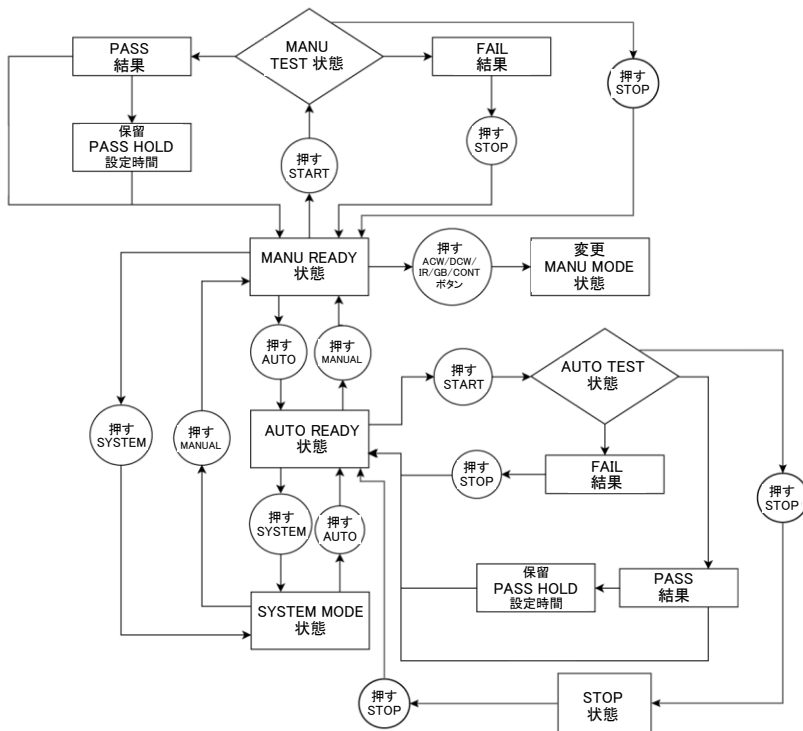 PASS
結果
MANU
TEST 状態
FAIL
結果
押す
STOP
保留
PASS HOLD
設定時間
押す
START
押す
STOP
MANU READY
状態
押す
ACW/DCW/
IR/GB/CONT
ボタン
変更
MANU MODE
状態
押す
AUTO
押す
MANUAL
押す
START
AUTO TEST
状態
押す
SYSTEM
押す
MANUAL
AUTO READY
状態
押す
STOP
FAIL
結果
押す
STOP
押す
SYSTEM
押す
AUTO
保留
PASS HOLD
設定時間
PASS
結果
SYSTEM MODE
状態
押す
STOP
STOP
状態